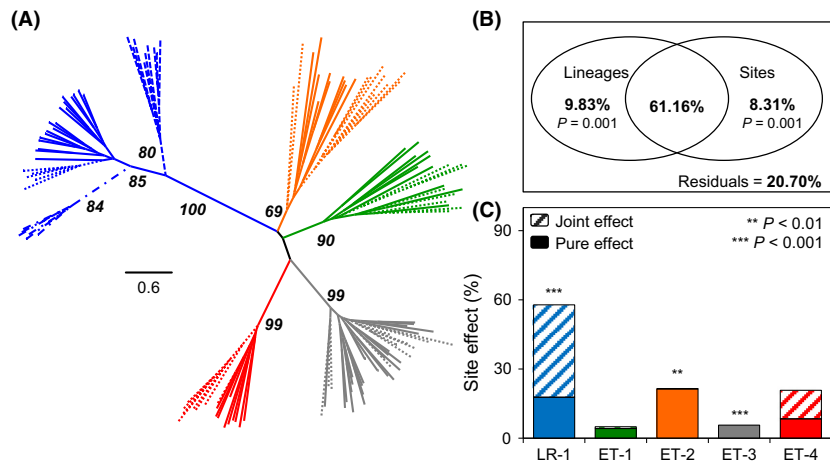 (A)
80
85
84
100
69
90
99
99
0.6
(B)
Lineages
Sites
9.83%
P = 0.001
61.16%
8.31%
P = 0.001
Residuals = 20.70%
(C)
Joint effect
Pure effect
** P < 0.01
*** P < 0.001
Site effect (%)
90
60
30
0
***
**
***
LR-1 ET-1 ET-2 ET-3 ET-4